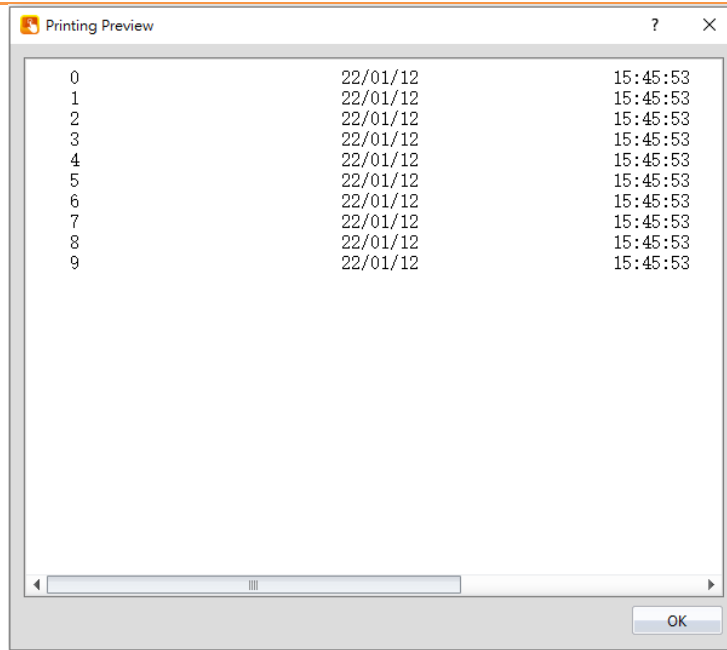 Printing Preview ? ×
0 22/01/12 15:45:53
1 22/01/12 15:45:53
2 22/01/12 15:45:53
3 22/01/12 15:45:53
4 22/01/12 15:45:53
5 22/01/12 15:45:53
6 22/01/12 15:45:53
7 22/01/12 15:45:53
8 22/01/12 15:45:53
9 22/01/12 15:45:53
OK